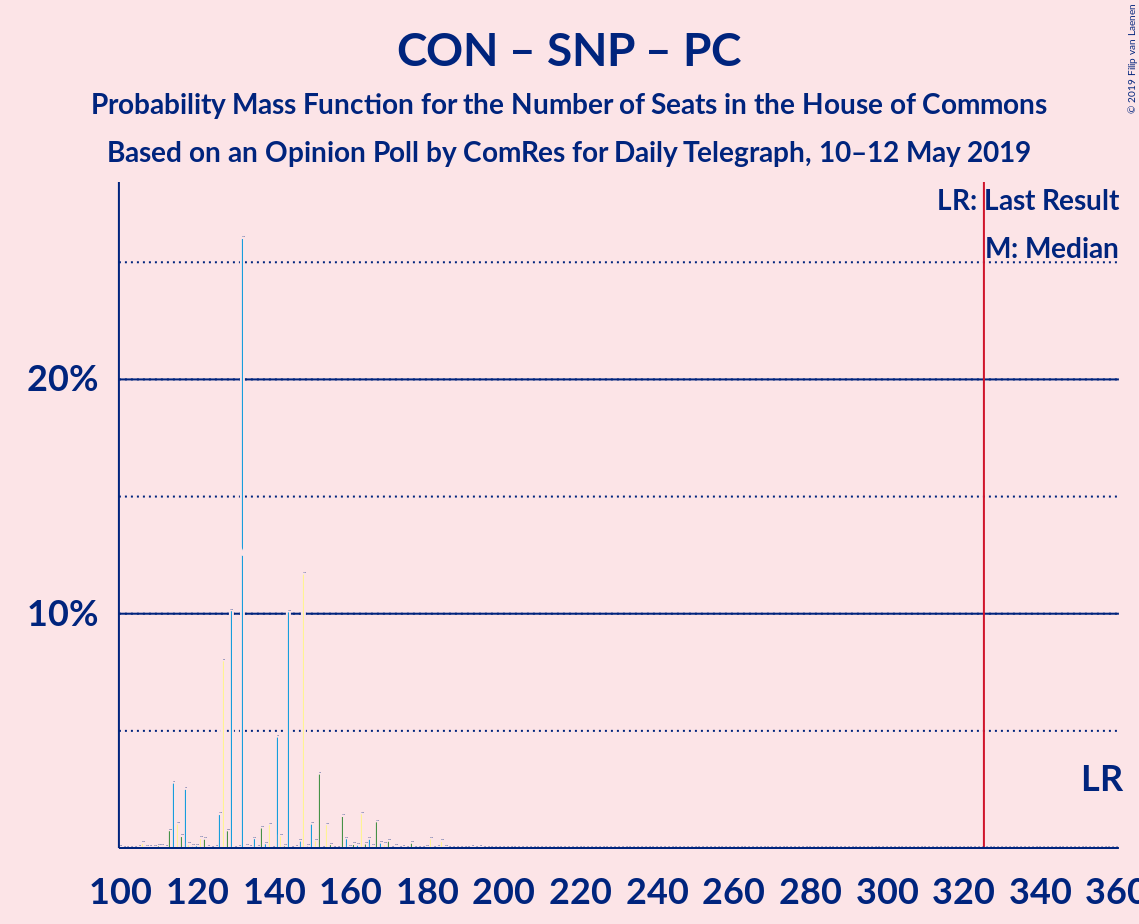 CON – SNP – PC
Probability Mass Function for the Number of Seats in the House of Commons
Based on an Opinion Poll by ComRes for Daily Telegraph, 10–12 May 2019
© 2019 Filip van Laenen
LR: Last Result
M: Median
20%
10%
LR
100 120 140 160 180 200 220 240 260 280 300 320 340 360